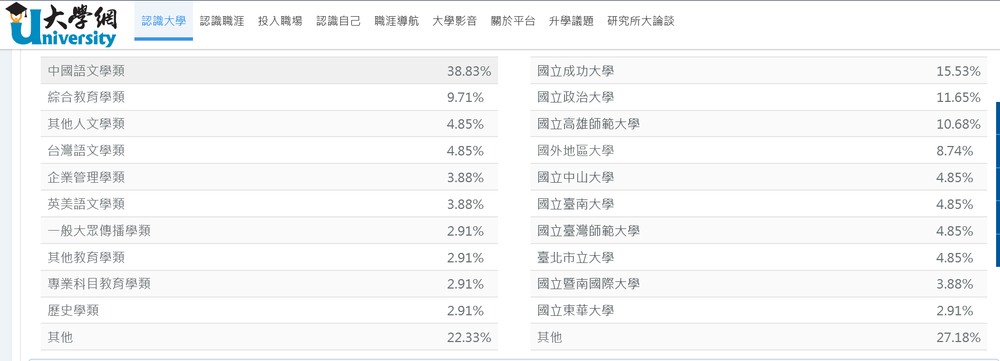 大學網
University
認識大學 認識職涯 投入職場 認識自己 職涯導航 大學影音 關於平台 升學議題 研究所大論談
中國語文學類 38.83% 國立成功大學 15.53%
綜合教育學類 9.71% 國立政治大學 11.65%
其他人文學類 4.85% 國立高雄師範大學 10.68%
台灣語文學類 4.85% 國外地區大學 8.74%
企業管理學類 3.88% 國立中山大學 4.85%
英美語文學類 3.88% 國立臺南大學 4.85%
一般大眾傳播學類 2.91% 國立臺灣師範大學 4.85%
其他教育學類 2.91% 臺北市立大學 4.85%
專業科目教育學類 2.91% 國立暨南國際大學 3.88%
歷史學類 2.91% 國立東華大學 2.91%
其他 22.33% 其他 27.18%